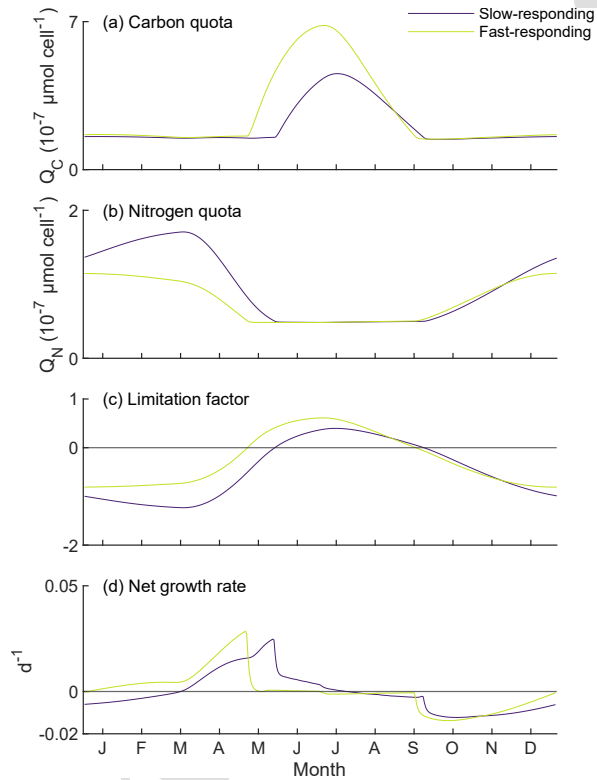 (a) Carbon quota
Slow-responding
Fast-responding
7
0
Q_C (10^-7 μmol cell^-1)
(b) Nitrogen quota
2
0
Q_N (10^-7 μmol cell^-1)
(c) Limitation factor
1
0
-2
(d) Net growth rate
0.05
0
-0.02
d^-1
J F M A M J J A S O N D
Month